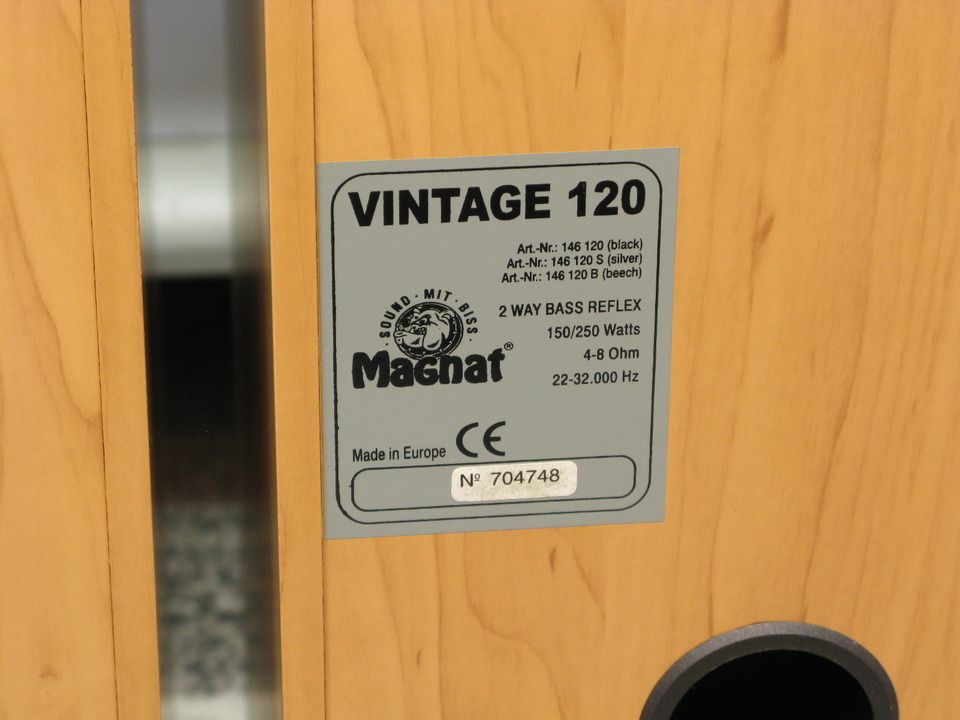 VINTAGE 120
Art.-Nr.: 146 120 (black)
Art.-Nr.: 146 120 S (silver)
Art.-Nr.: 146 120 B (beech)
· SOUND · MIT · BISS ·
Magnat®
2 WAY BASS REFLEX
150/250 Watts
4-8 Ohm
22-32.000 Hz
Made in Europe CE
Nº 704748